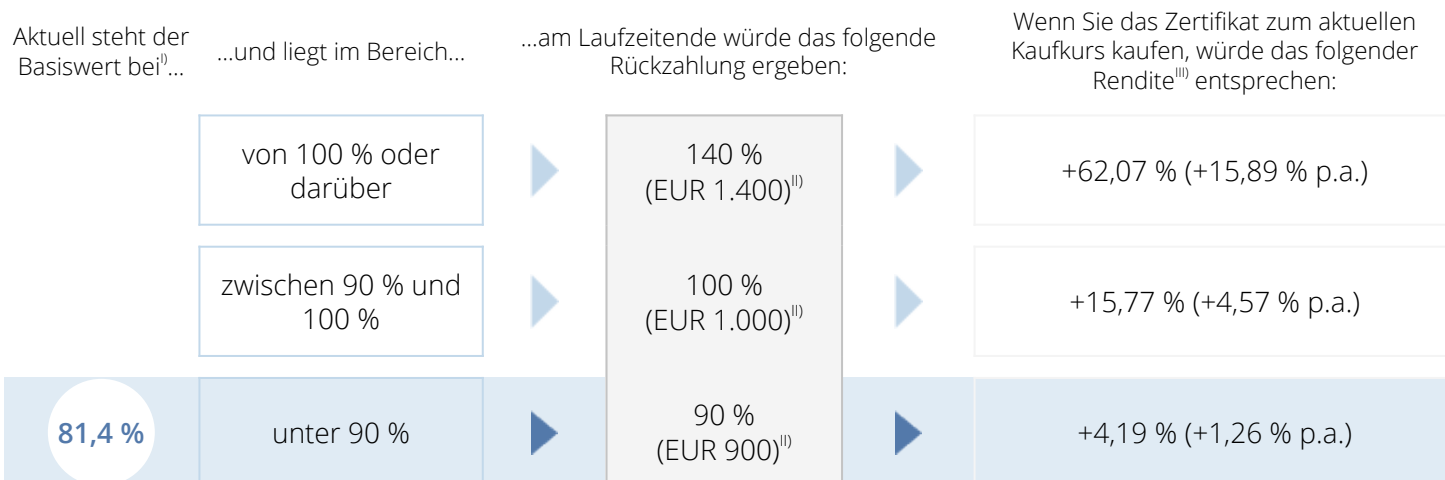 Aktuell steht der
Basiswert bei^I)...
...und liegt im Bereich...
...am Laufzeitende würde das folgende
Rückzahlung ergeben:
Wenn Sie das Zertifikat zum aktuellen
Kaufkurs kaufen, würde das folgender
Rendite^III) entsprechen:
von 100 % oder
darüber
140 %
(EUR 1.400)^II)
+62,07 % (+15,89 % p.a.)
zwischen 90 % und
100 %
100 %
(EUR 1.000)^II)
+15,77 % (+4,57 % p.a.)
81,4 %
unter 90 %
90 %
(EUR 900)^II)
+4,19 % (+1,26 % p.a.)